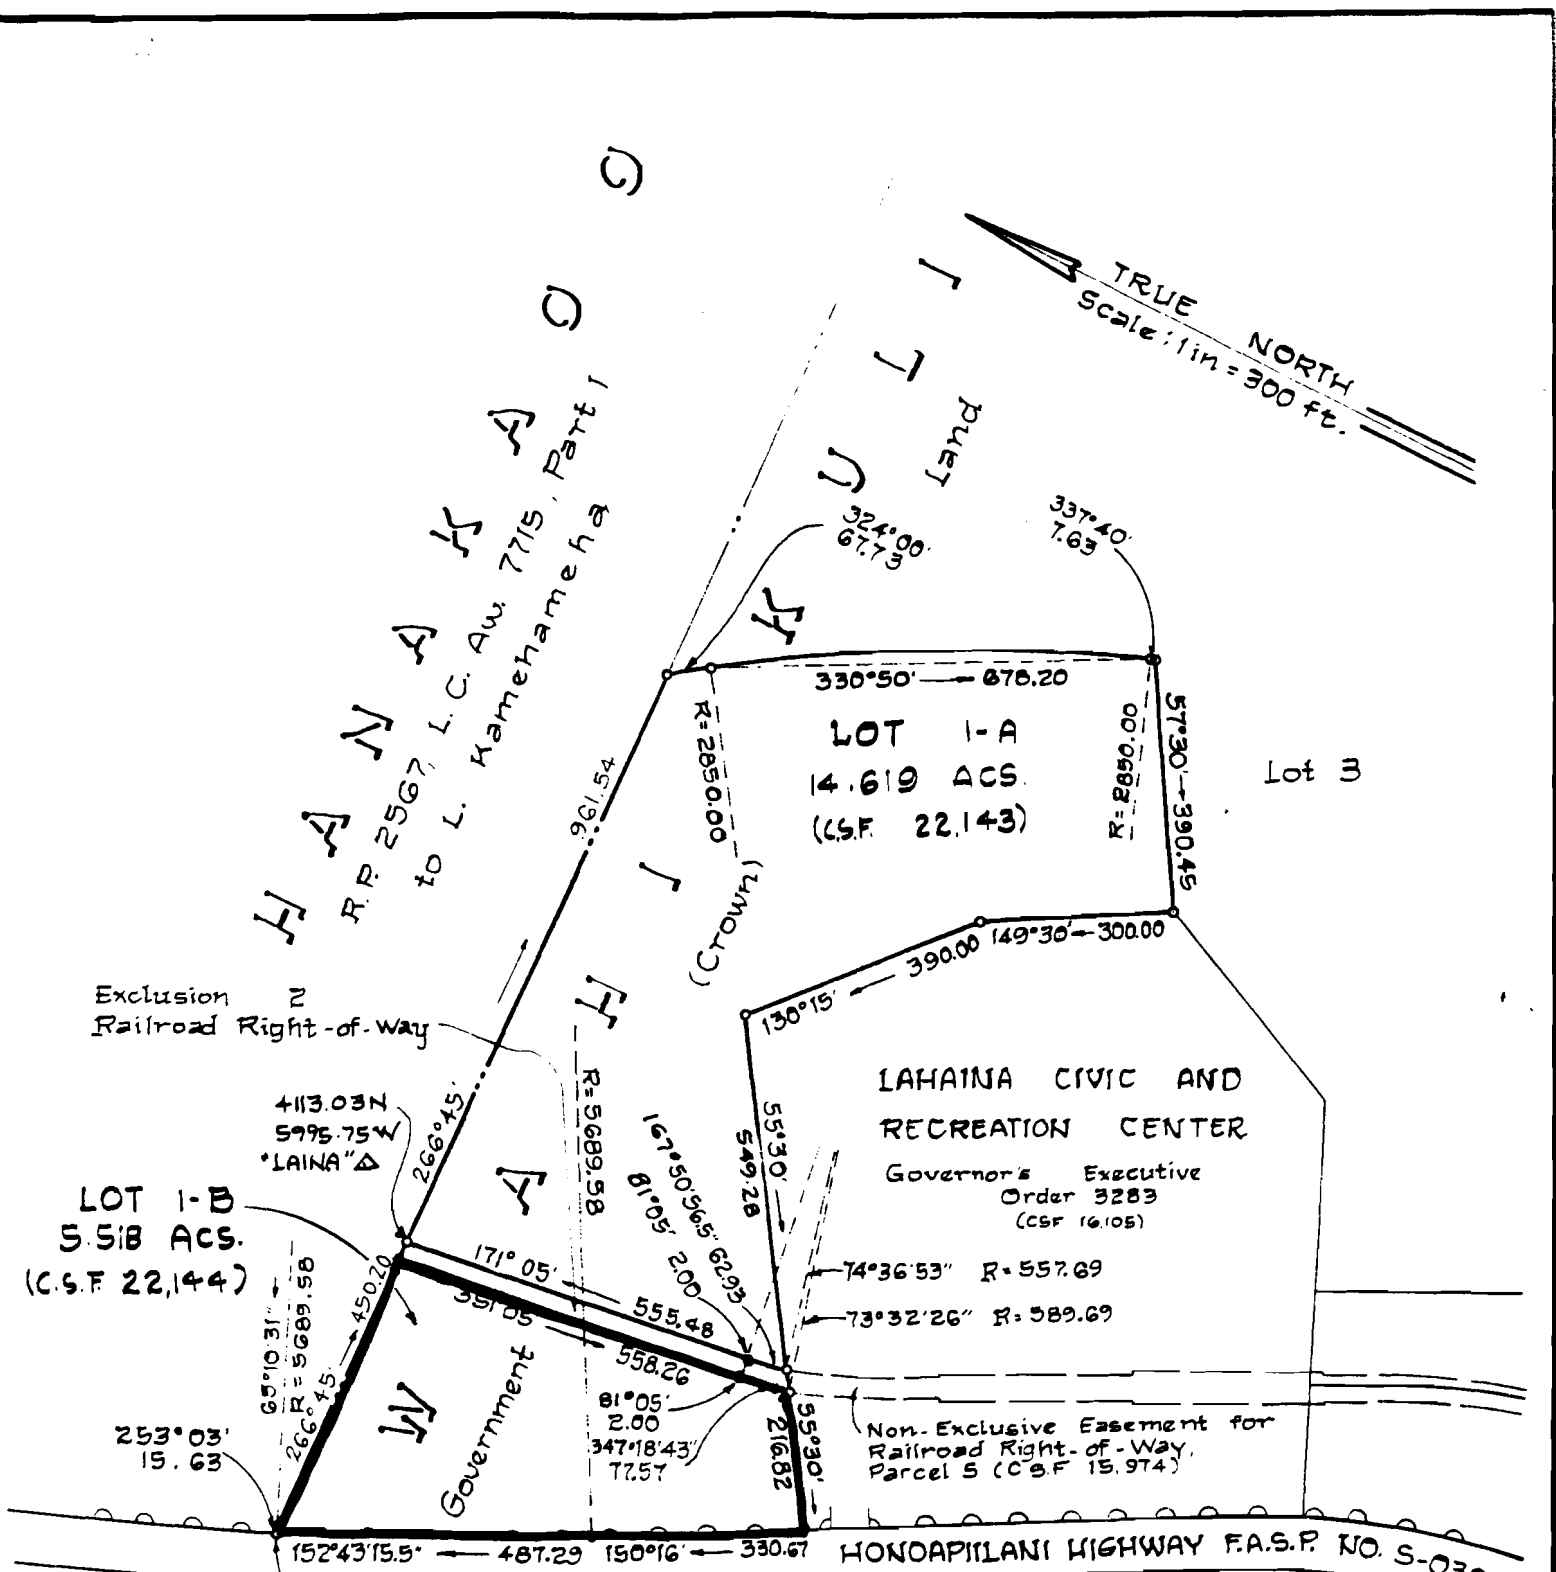 TRUE NORTH
Scale: 1in = 300 ft.
HANAKAOO
R.P. 2567, L.C. Aw. 7715, Part 1
to L. Kamehameha
WAHIKULI
Government (Crown) Land
324°00'
67.73
337°40'
7.63
330°50' 678.20
R=2850.00
LOT 1-A
14.619 ACS.
(C.S.F. 22,143)
R=2850.00
57°30' 390.45
Lot 3
961.54
149°30' 300.00
390.00
130°15'
Exclusion 2
Railroad Right-of-Way
4113.03N
5995.75W
"LAINA" △
266°45'
R=5689.58
55°30'
549.28
LAHAINA CIVIC AND
RECREATION CENTER
Governor's Executive
Order 3283
(CSF 16,105)
167°50'56.5" 62.93
81°05' 2.00
LOT 1-B
5.518 ACS.
(C.S.F. 22,144)
171°05'
555.48
351°05'
558.26
74°36'53" R=557.69
73°32'26" R=589.69
65°10'31"
R=5689.58
266°45' 450.20
253°03'
15.63
81°05'
2.00
347°18'43"
77.57
55°30'
216.82
Non-Exclusive Easement for
Railroad Right-of-Way,
Parcel 5 (C.S.F 15,974)
152°43'15.5" 487.29 150°16' 330.67
HONOAPIILANI HIGHWAY F.A.S.P. NO.